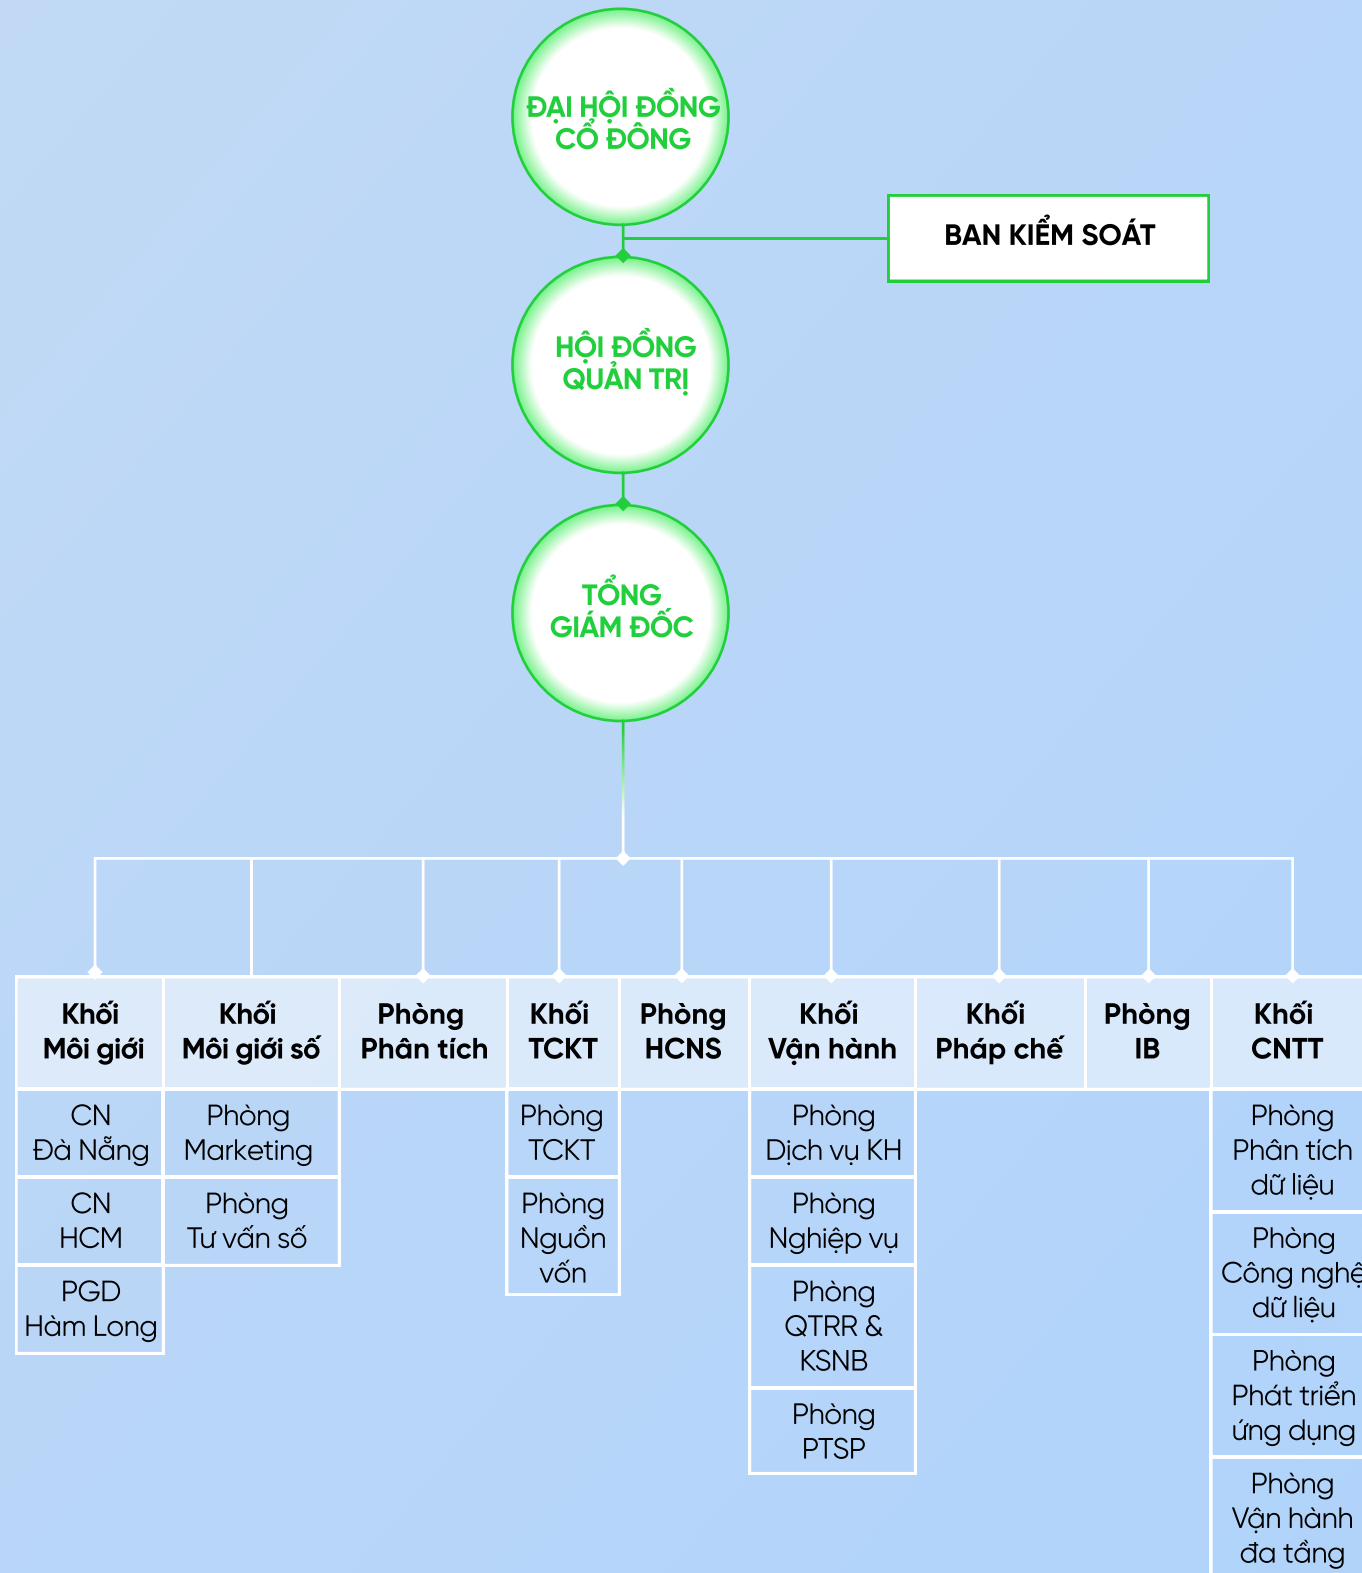 ĐẠI HỘI ĐỒNG
CỔ ĐÔNG
BAN KIỂM SOÁT
HỘI ĐỒNG
QUẢN TRỊ
TỔNG
GIÁM ĐỐC
Khối
Môi giới
CN
Đà Nẵng
CN
HCM
PGD
Hàm Long
Khối
Môi giới số
Phòng
Marketing
Phòng
Tư vấn số
Phòng
Phân tích
Khối
TCKT
Phòng
TCKT
Phòng
Nguồn
vốn
Phòng
HCNS
Khối
Vận hành
Phòng
Dịch vụ KH
Phòng
Nghiệp vụ
Phòng
QTRR &
KSNB
Phòng
PTSP
Khối
Pháp chế
Phòng
IB
Khối
CNTT
Phòng
Phân tích
dữ liệu
Phòng
Công nghệ
dữ liệu
Phòng
Phát triển
ứng dụng
Phòng
Vận hành
đa tầng